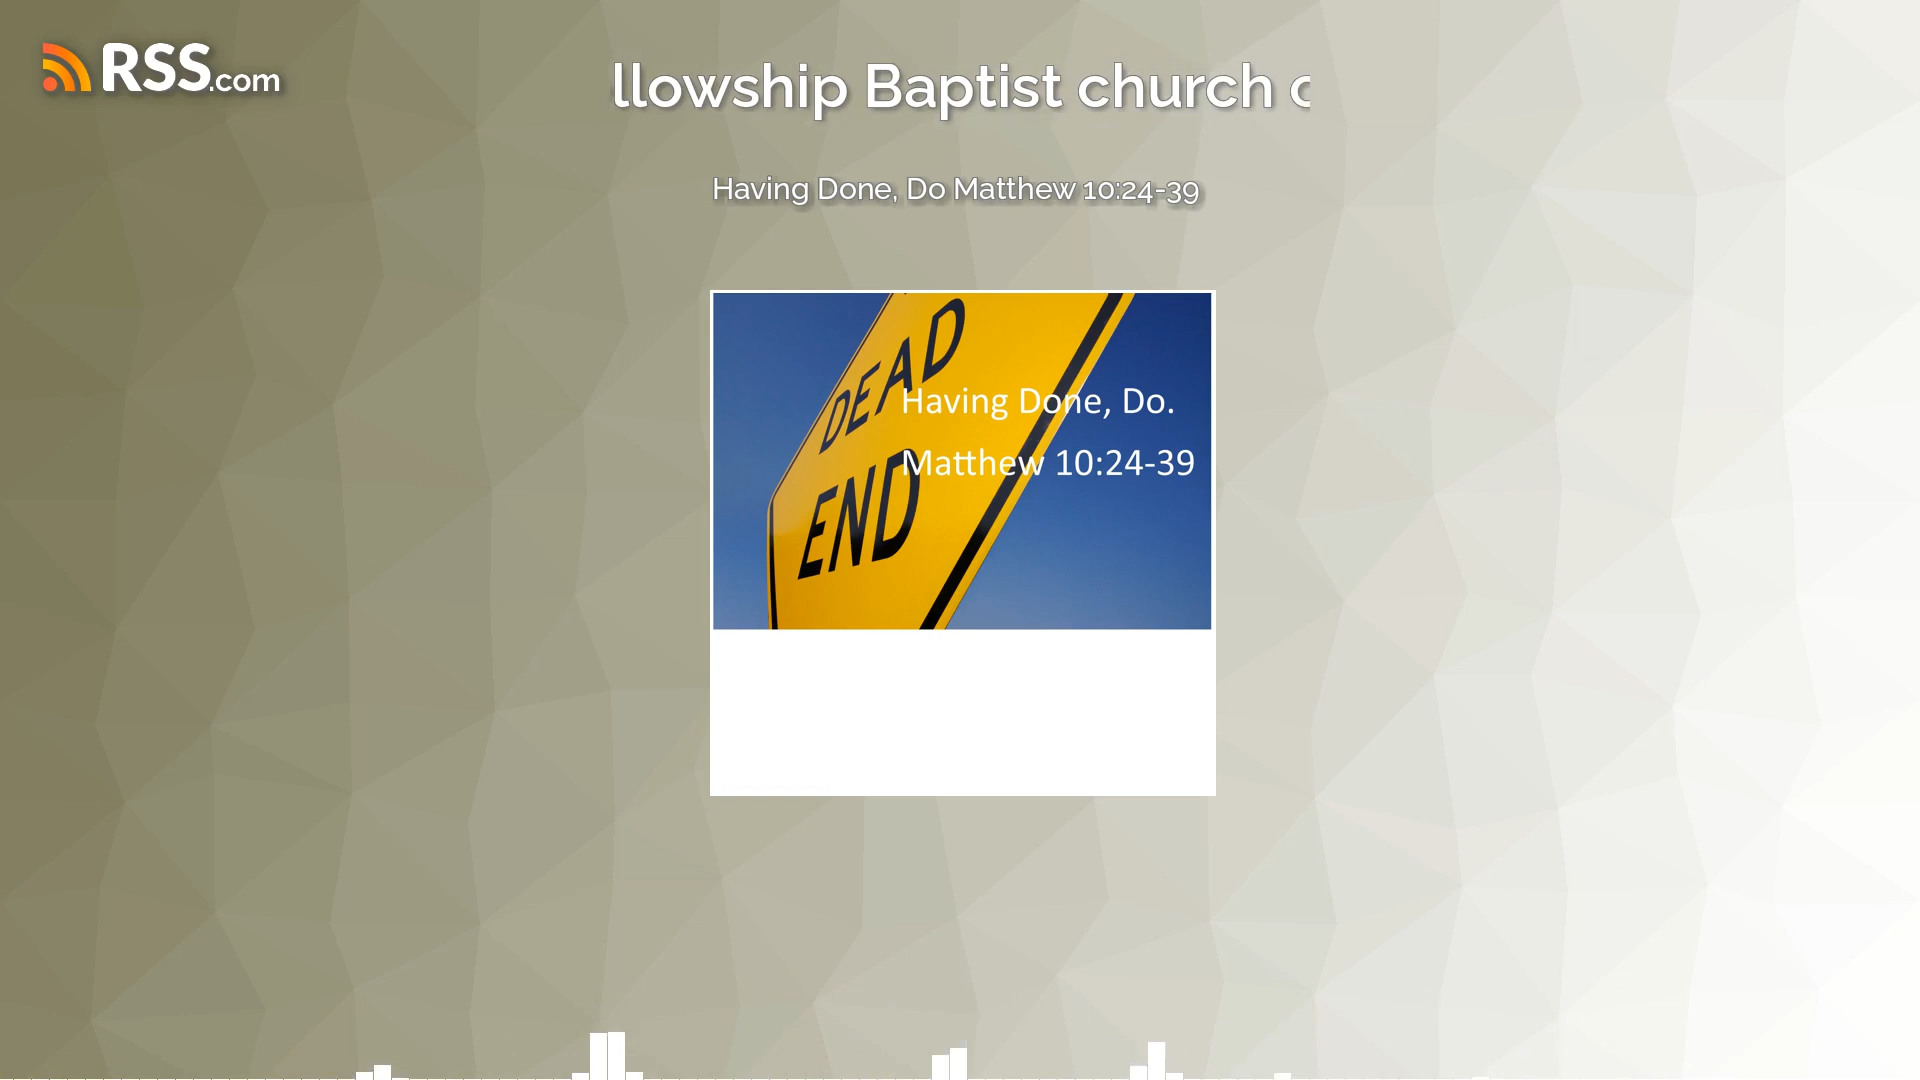 RSS.com
llowship Baptist church c
Having Done, Do Matthew 10:24-39
DEAD
END
Having Done, Do.
Matthew 10:24-39